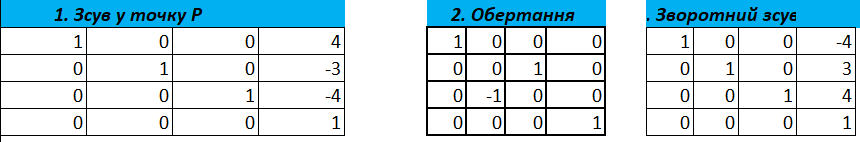 1. Зсув у точку P 2. Обертання . Зворотний зсув
1 0 0 4 1 0 0 0 1 0 0 -4
0 1 0 -3 0 0 1 0 0 1 0 3
0 0 1 -4 0 -1 0 0 0 0 1 4
0 0 0 1 0 0 0 1 0 0 0 1